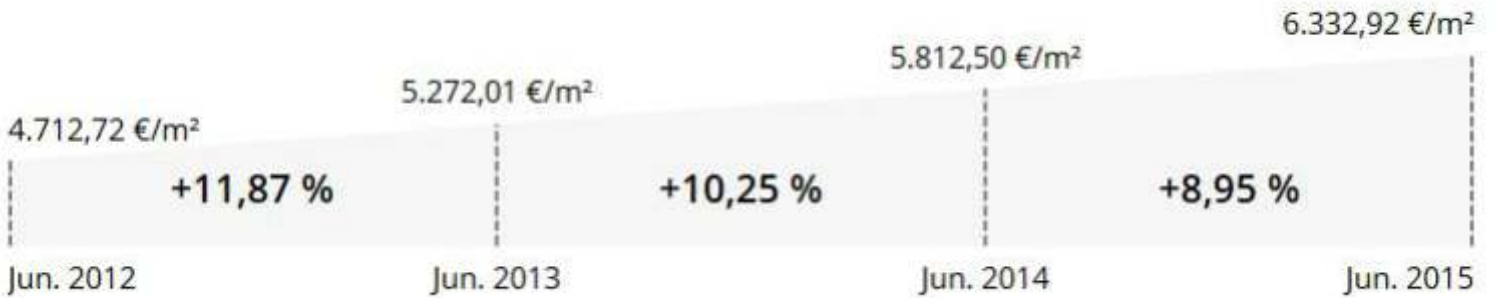 6.332,92 €/m²
5.812,50 €/m²
5.272,01 €/m²
4.712,72 €/m²
+11,87 % +10,25 % +8,95 %
Jun. 2012 Jun. 2013 Jun. 2014 Jun. 2015